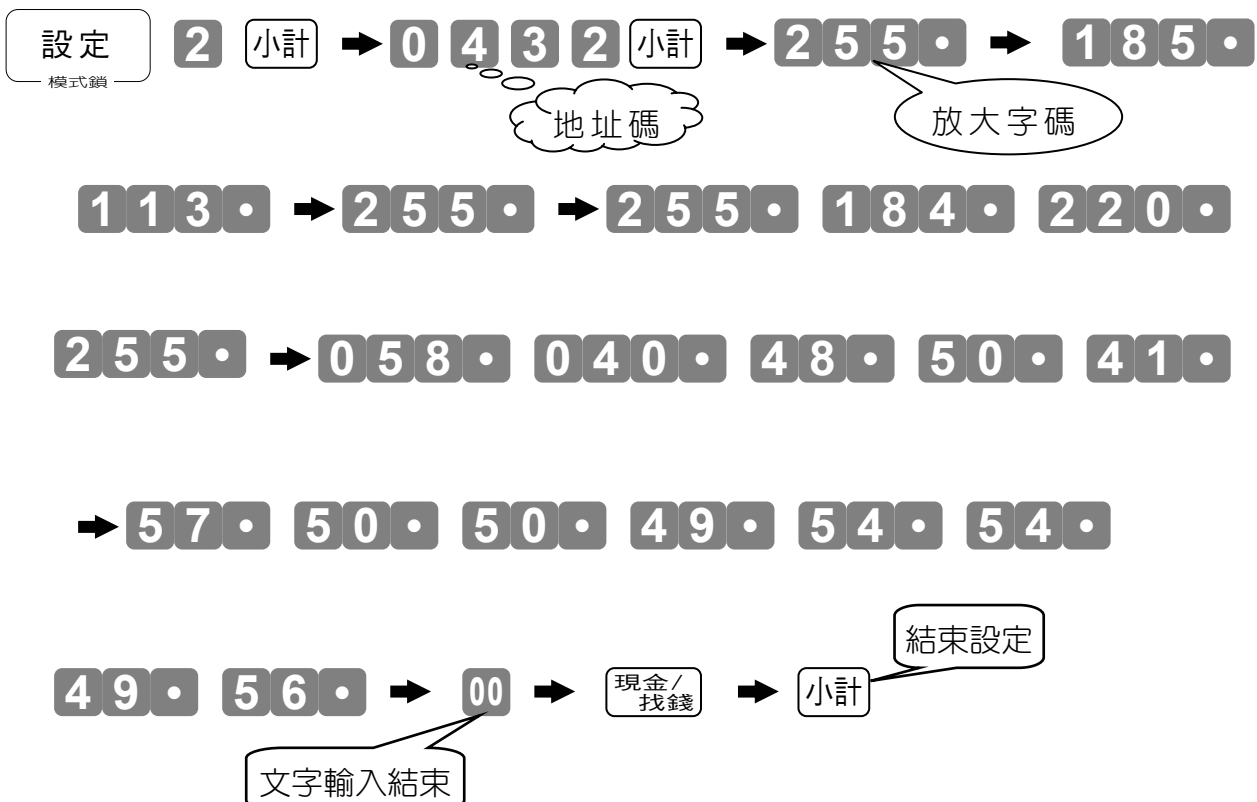 設定 2 小計 ➡ 0 4 3 2 小計 ➡ 2 5 5 • ➡ 1 8 5 •
模式鎖
地址碼
放大字碼
1 1 3 • ➡ 2 5 5 • ➡ 2 5 5 • 1 8 4 • 2 2 0 •
2 5 5 • ➡ 0 5 8 • 0 4 0 • 4 8 • 5 0 • 4 1 •
➡ 5 7 • 5 0 • 5 0 • 4 9 • 5 4 • 5 4 •
結束設定
4 9 • 5 6 • ➡ 00 ➡ 現金/找錢 ➡ 小計
文字輸入結束